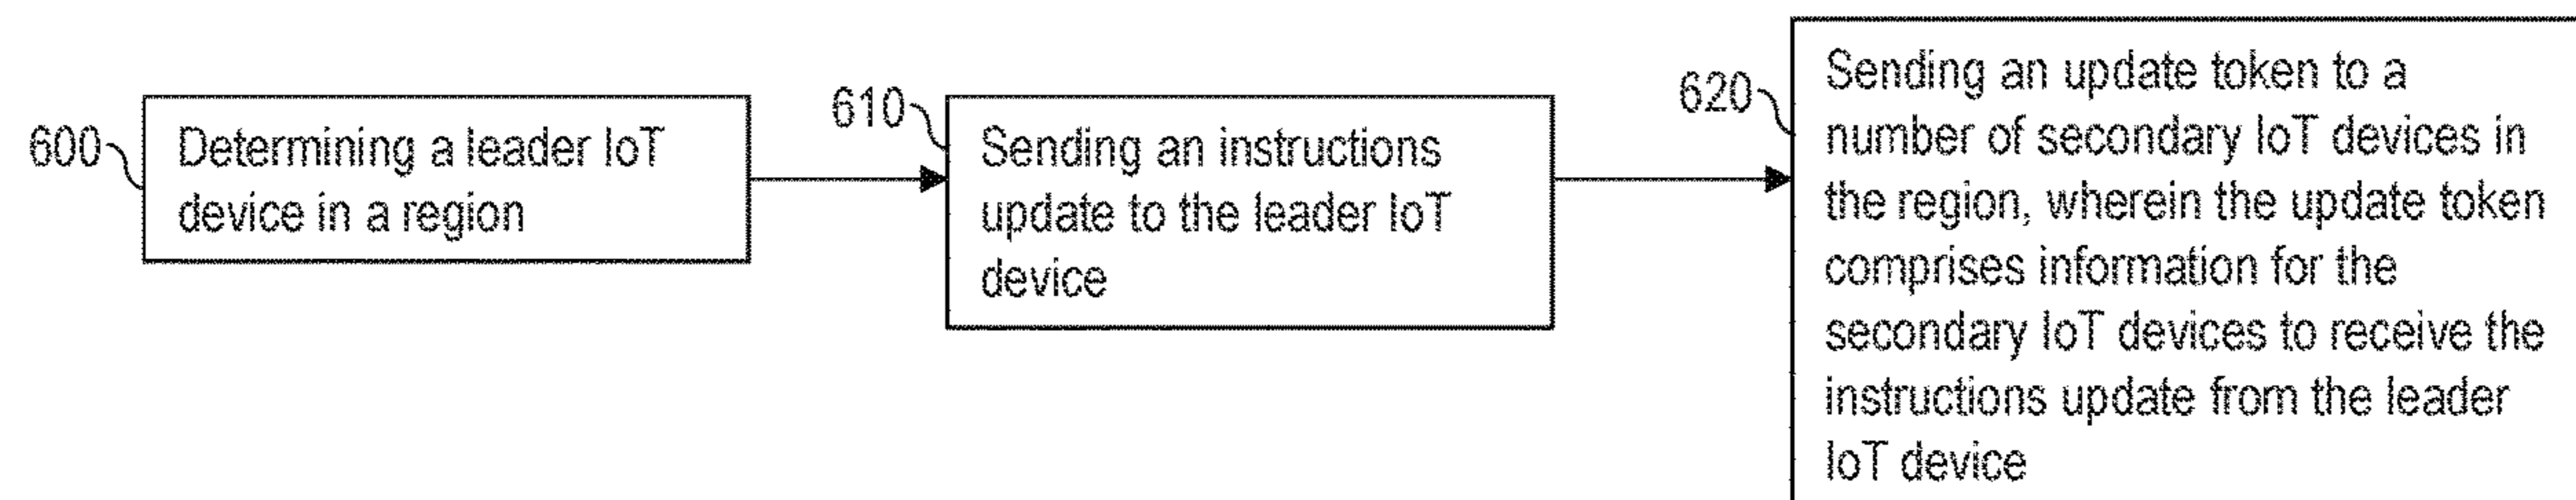 600
Determining a leader IoT
device in a region
610
Sending an instructions
update to the leader IoT
device
620
Sending an update token to a
number of secondary IoT devices in
the region, wherein the update token
comprises information for the
secondary IoT devices to receive the
instructions update from the leader
IoT device